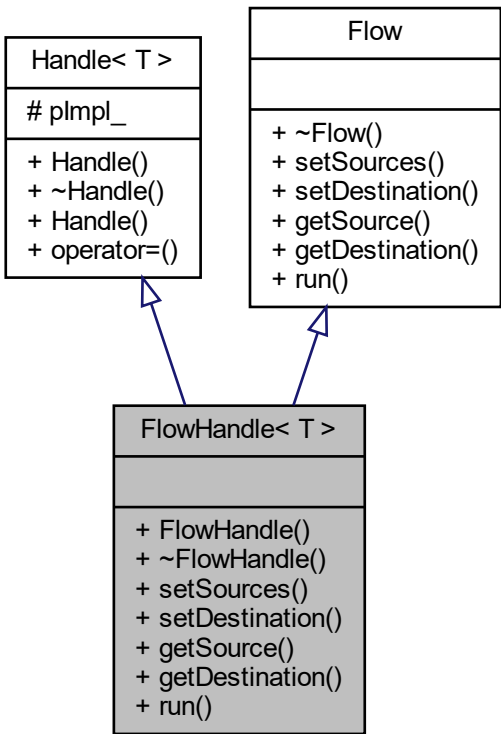 Handle< T >
# pImpl_
+ Handle()
+ ~Handle()
+ Handle()
+ operator=()
Flow
+ ~Flow()
+ setSources()
+ setDestination()
+ getSource()
+ getDestination()
+ run()
FlowHandle< T >
+ FlowHandle()
+ ~FlowHandle()
+ setSources()
+ setDestination()
+ getSource()
+ getDestination()
+ run()